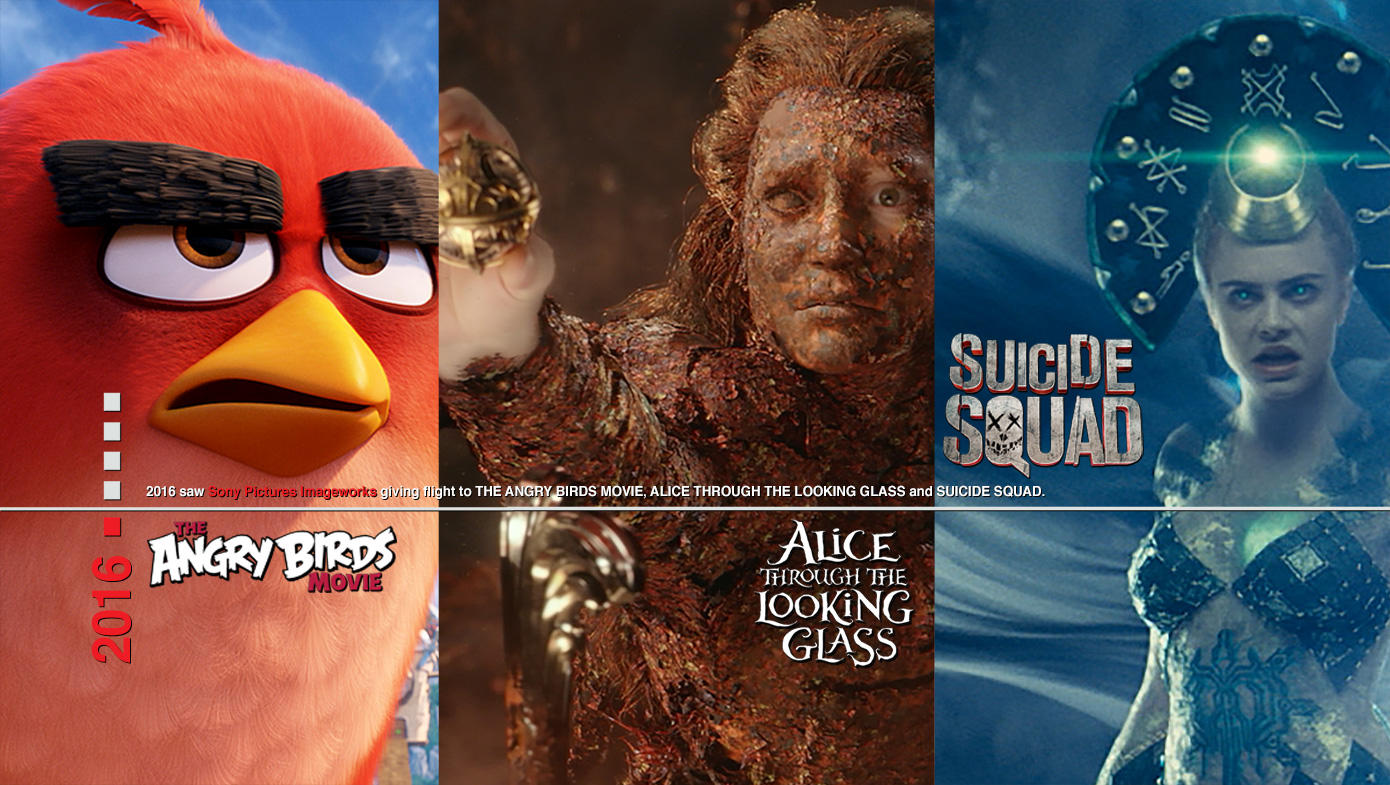 SUICIDE
SQUAD
2016 saw Sony Pictures Imageworks giving flight to THE ANGRY BIRDS MOVIE, ALICE THROUGH THE LOOKING GLASS and SUICIDE SQUAD.
2016
THE
ANGRY BIRDS
MOVIE
ALICE
THROUGH THE
LOOKING
GLASS